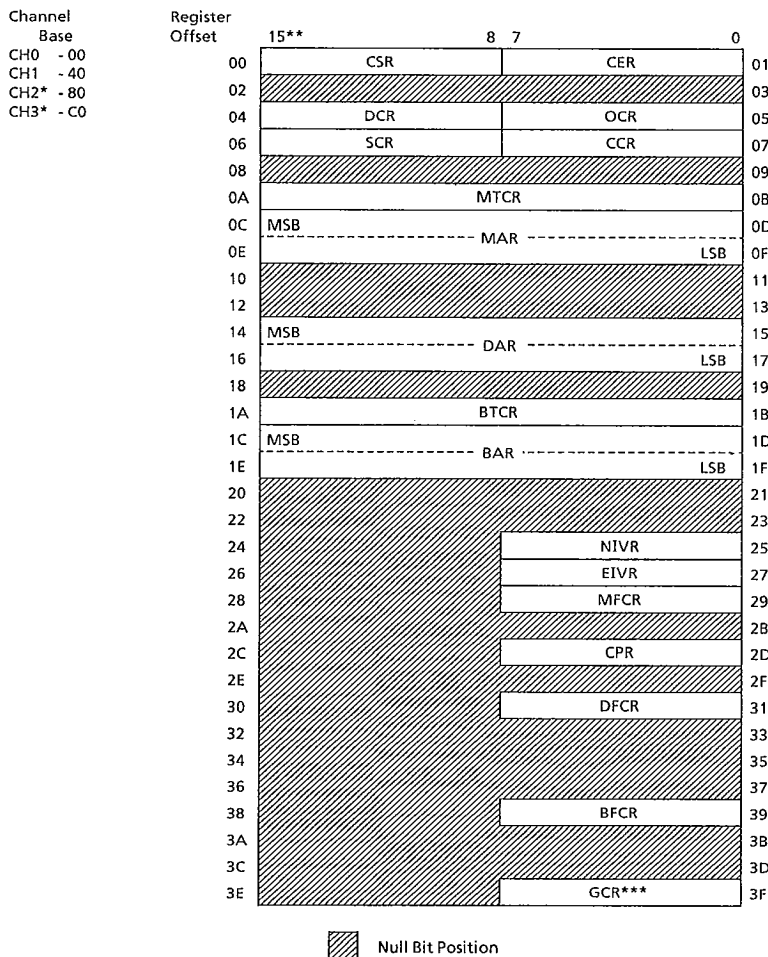 Channel Register
Base Offset 15** 8 7 0
CH0 - 00
CH1 - 40
CH2* - 80
CH3* - C0
00 CSR CER 01
02 03
04 DCR OCR 05
06 SCR CCR 07
08 09
0A MTCR 0B
0C MSB 0D
MAR
0E LSB 0F
10 11
12 13
14 MSB 15
DAR
16 LSB 17
18 19
1A BTCR 1B
1C MSB 1D
BAR
1E LSB 1F
20 21
22 23
24 NIVR 25
26 EIVR 27
28 MFCR 29
2A 2B
2C CPR 2D
2E 2F
30 DFCR 31
32 33
34 35
36 37
38 BFCR 39
3A 3B
3C 3D
3E GCR*** 3F
Null Bit Position